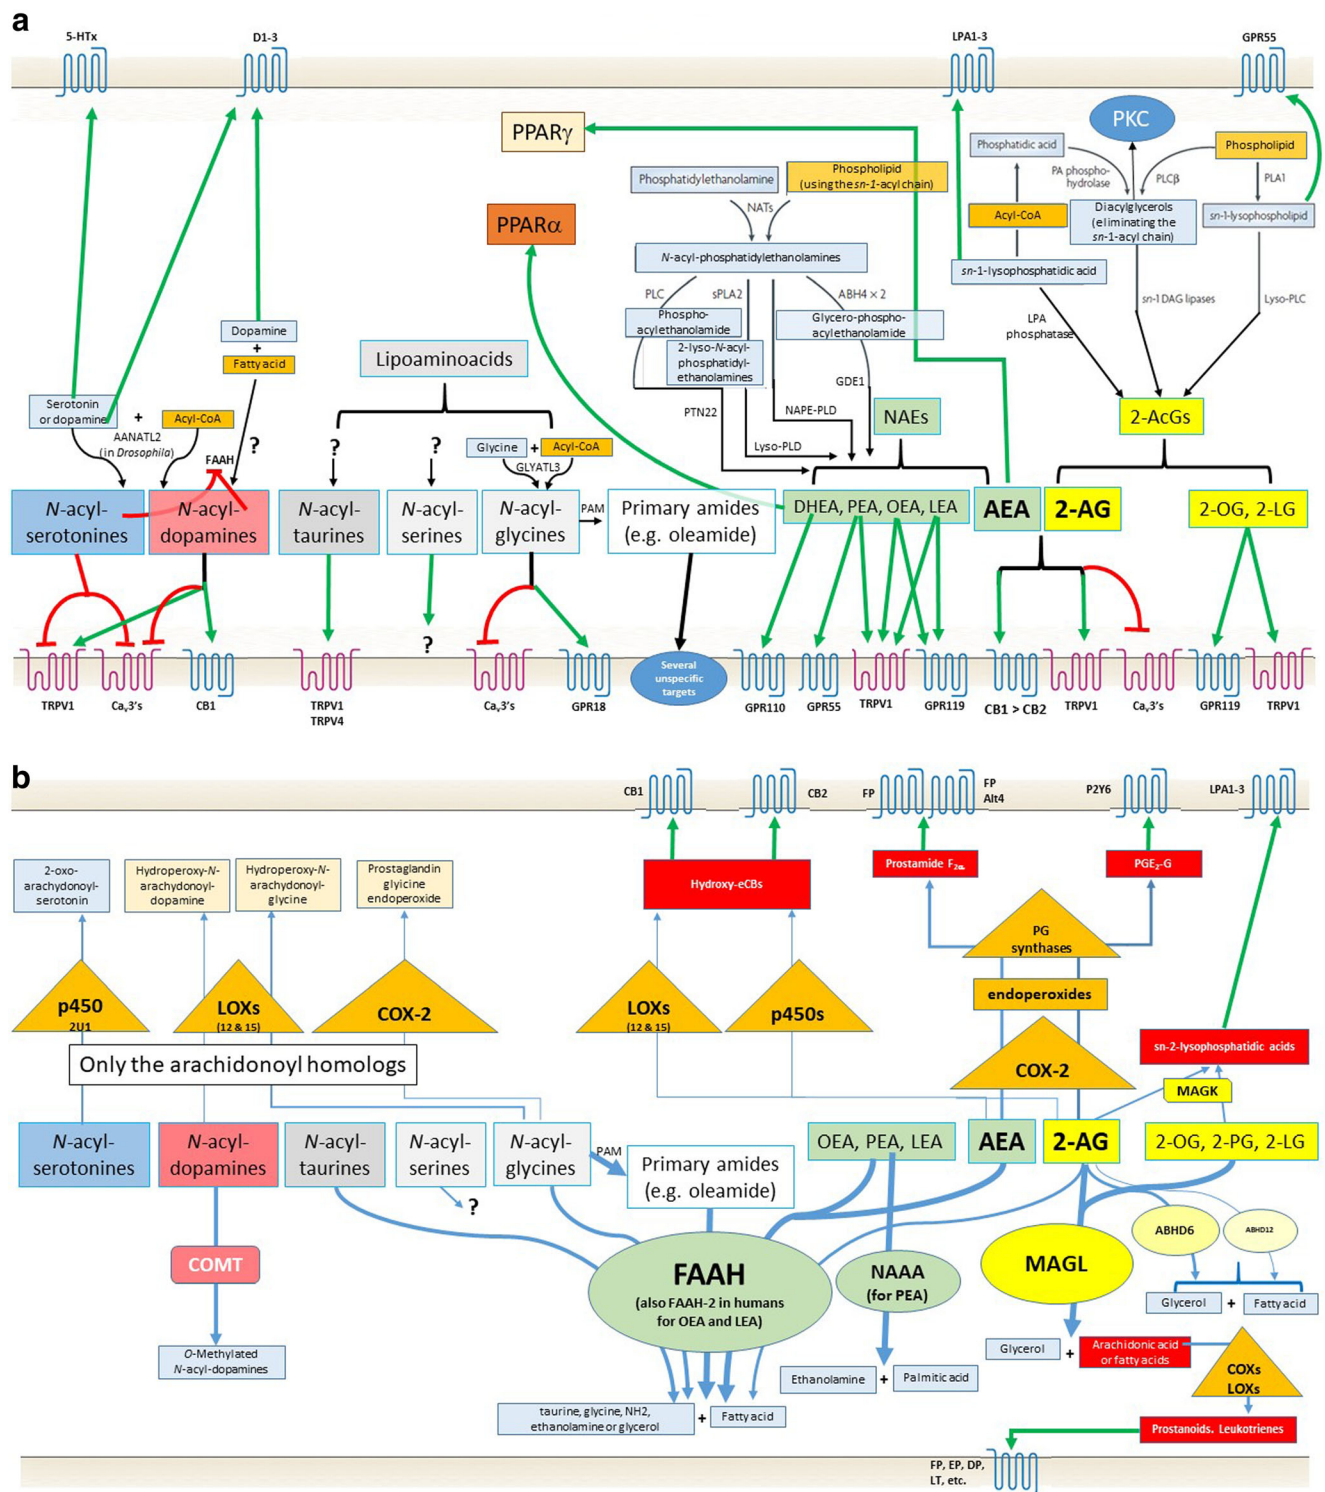 a
5-HTx
D1-3
LPA1-3
GPR55
PKC
PPARγ
Phosphatidic acid
Phospholipid
PA phospho-
hydrolase
PLCβ
PLA1
Phosphatidylethanolamine
Phospholipid
(using the sn-1-acyl chain)
NATs
PPARα
Acyl-CoA
Diacylglycerols
(eliminating the
sn-1-acyl chain)
sn-1-lysophospholipid
N-acyl-phosphatidylethanolamines
sn-1-lysophosphatidic acid
PLC
sPLA2
ABH4 × 2
sn-1 DAG lipases
Lyso-PLC
LPA
phosphatase
Phospho-
acylethanolamide
Glycero-phospho-
acylethanolamide
Dopamine
+
Fatty acid
Lipoaminoacids
2-lyso-N-acyl-
phosphatidyl-
ethanolamines
GDE1
Serotonin
or dopamine
+
Acyl-CoA
PTN22
NAPE-PLD
NAEs
2-AcGs
AANATL2
(in Drosophila)
?
?
?
Glycine
+
Acyl-CoA
GLYATL3
Lyso-PLD
FAAH
N-acyl-
serotonines
N-acyl-
dopamines
N-acyl-
taurines
N-acyl-
serines
N-acyl-
glycines
PAM
Primary amides
(e.g. oleamide)
DHEA, PEA, OEA, LEA
AEA
2-AG
2-OG, 2-LG
?
Several
unspecific
targets
TRPV1
Cav3’s
CB1
TRPV1
TRPV4
Cav3’s
GPR18
GPR110
GPR55
TRPV1
GPR119
CB1 > CB2
TRPV1
Cav3’s
GPR119
TRPV1
b
CB1
CB2
FP
FP
Alt4
P2Y6
LPA1-3
2-oxo-
arachydonoyl-
serotonin
Hydroperoxy-N-
arachydonoyl-
dopamine
Hydroperoxy-N-
arachydonoyl-
glycine
Prostaglandin
glyicine
endoperoxide
Hydroxy-eCBs
Prostamide F2α
PGE2-G
PG
synthases
p450
2U1
LOXs
(12 & 15)
COX-2
LOXs
(12 & 15)
p450s
endoperoxides
COX-2
sn-2-lysophosphatidic acids
Only the arachidonoyl homologs
MAGK
N-acyl-
serotonines
N-acyl-
dopamines
N-acyl-
taurines
N-acyl-
serines
N-acyl-
glycines
PAM
Primary amides
(e.g. oleamide)
OEA, PEA, LEA
AEA
2-AG
2-OG, 2-PG, 2-LG
?
COMT
FAAH
(also FAAH-2 in humans
for OEA and LEA)
NAAA
(for PEA)
MAGL
ABHD6
ABHD12
Glycerol
+
Fatty acid
O-Methylated
N-acyl-dopamines
Glycerol
+
Arachidonic acid
or fatty acids
Ethanolamine
+
Palmitic acid
COXs
LOXs
taurine, glycine, NH2,
ethanolamine or glycerol
+
Fatty acid
Prostanoids. Leukotrienes
FP, EP, DP,
LT, etc.